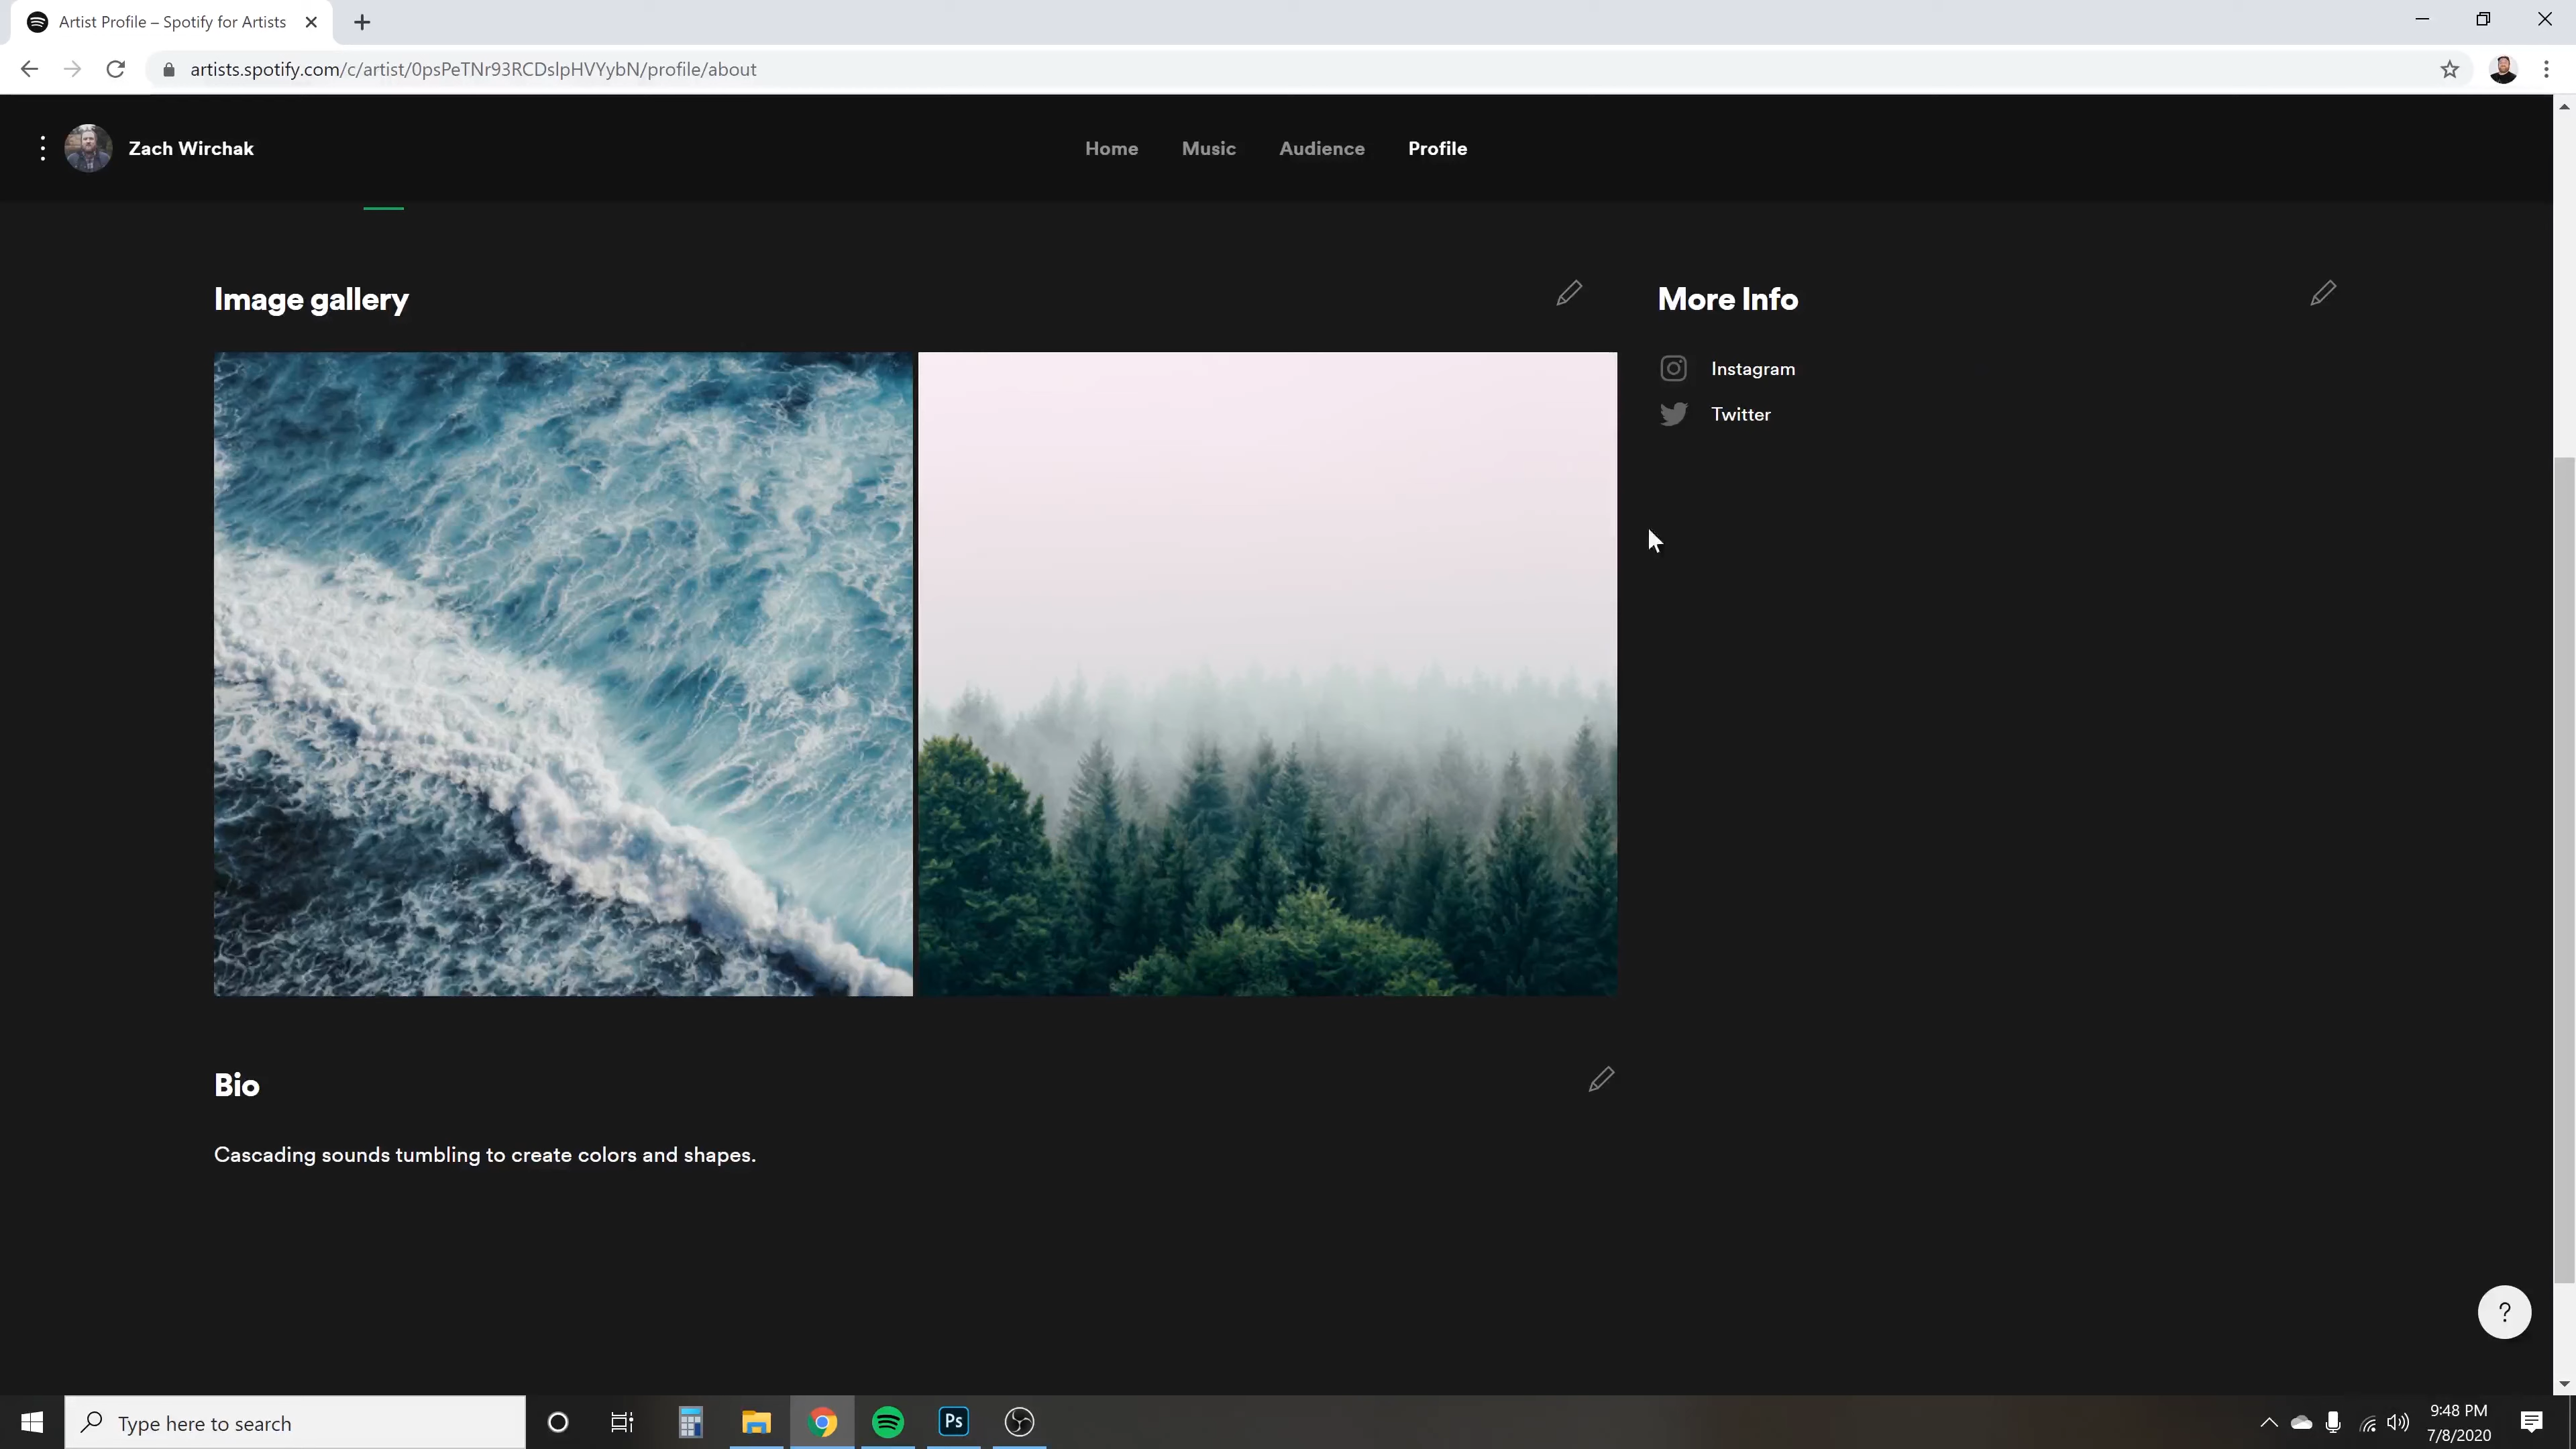 Artist Profile – Spotify for Artists
artists.spotify.com/c/artist/0psPeTNr93RCDslpHVYybN/profile/about
Zach Wirchak
Home Music Audience Profile
Image gallery
More Info
Instagram
Twitter
Bio
Cascading sounds tumbling to create colors and shapes.
?
Type here to search
Ps
9:48 PM
7/8/2020